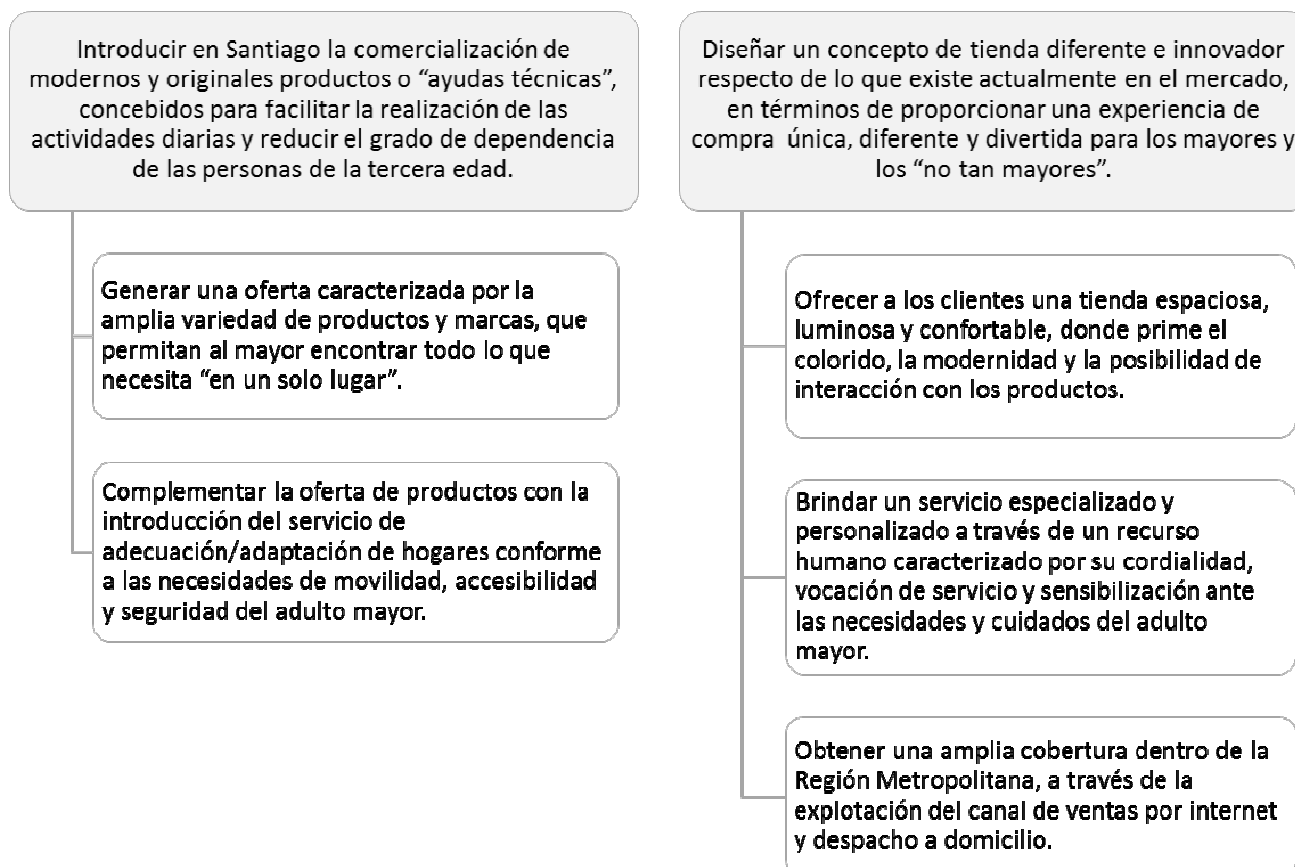 Introducir en Santiago la comercialización de
modernos y originales productos o “ayudas técnicas”,
concebidos para facilitar la realización de las
actividades diarias y reducir el grado de dependencia
de las personas de la tercera edad.
Generar una oferta caracterizada por la
amplia variedad de productos y marcas, que
permitan al mayor encontrar todo lo que
necesita “en un solo lugar”.
Complementar la oferta de productos con la
introducción del servicio de
adecuación/adaptación de hogares conforme
a las necesidades de movilidad, accesibilidad
y seguridad del adulto mayor.
Diseñar un concepto de tienda diferente e innovador
respecto de lo que existe actualmente en el mercado,
en términos de proporcionar una experiencia de
compra única, diferente y divertida para los mayores y
los “no tan mayores”.
Ofrecer a los clientes una tienda espaciosa,
luminosa y confortable, donde prime el
colorido, la modernidad y la posibilidad de
interacción con los productos.
Brindar un servicio especializado y
personalizado a través de un recurso
humano caracterizado por su cordialidad,
vocación de servicio y sensibilización ante
las necesidades y cuidados del adulto
mayor.
Obtener una amplia cobertura dentro de la
Región Metropolitana, a través de la
explotación del canal de ventas por internet
y despacho a domicilio.